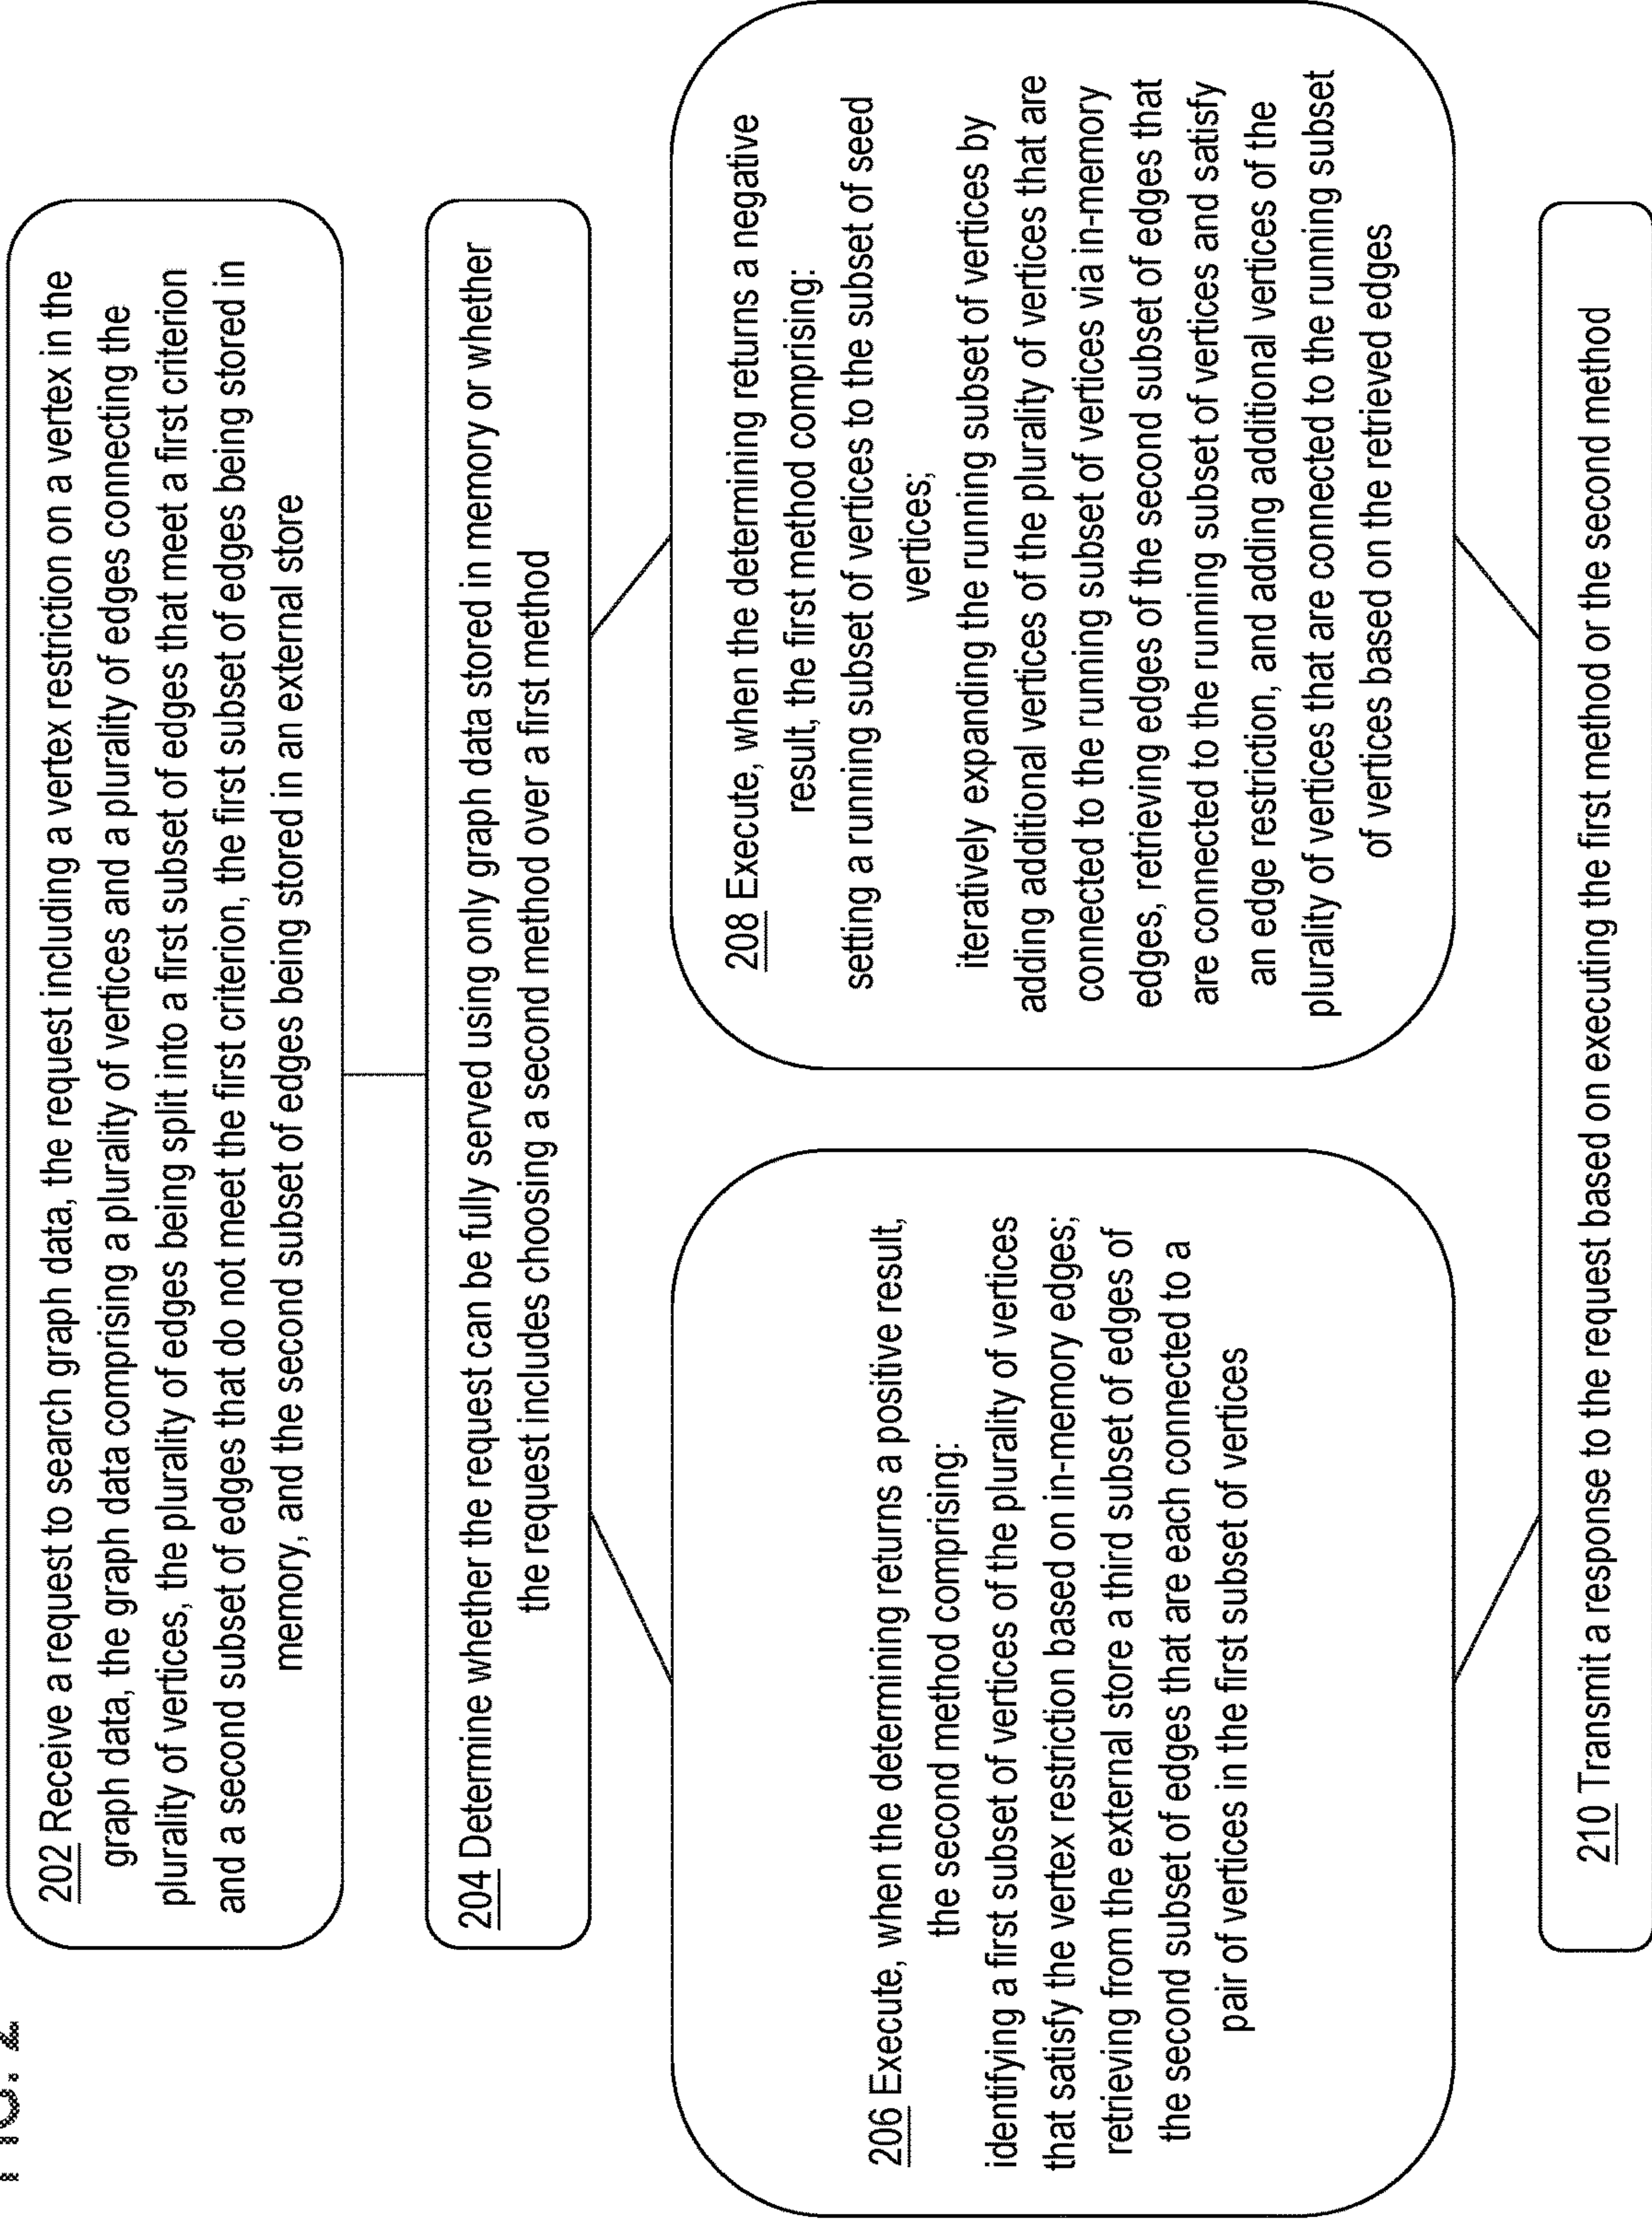 FIG. 2
202 Receive a request to search graph data, the request including a vertex restriction on a vertex in the
graph data, the graph data comprising a plurality of vertices and a plurality of edges connecting the
plurality of vertices, the plurality of edges being split into a first subset of edges that meet a first criterion
and a second subset of edges that do not meet the first criterion, the first subset of edges being stored in
memory, and the second subset of edges being stored in an external store
204 Determine whether the request can be fully served using only graph data stored in memory or whether
the request includes choosing a second method over a first method
206 Execute, when the determining returns a positive result,
the second method comprising:
identifying a first subset of vertices of the plurality of vertices
that satisfy the vertex restriction based on in-memory edges;
retrieving from the external store a third subset of edges of
the second subset of edges that are each connected to a
pair of vertices in the first subset of vertices
208 Execute, when the determining returns a negative
result, the first method comprising:
setting a running subset of vertices to the subset of seed
vertices;
iteratively expanding the running subset of vertices by
adding additional vertices of the plurality of vertices that are
connected to the running subset of vertices via in-memory
edges, retrieving edges of the second subset of edges that
are connected to the running subset of vertices and satisfy
an edge restriction, and adding additional vertices of the
plurality of vertices that are connected to the running subset
of vertices based on the retrieved edges
210 Transmit a response to the request based on executing the first method or the second method